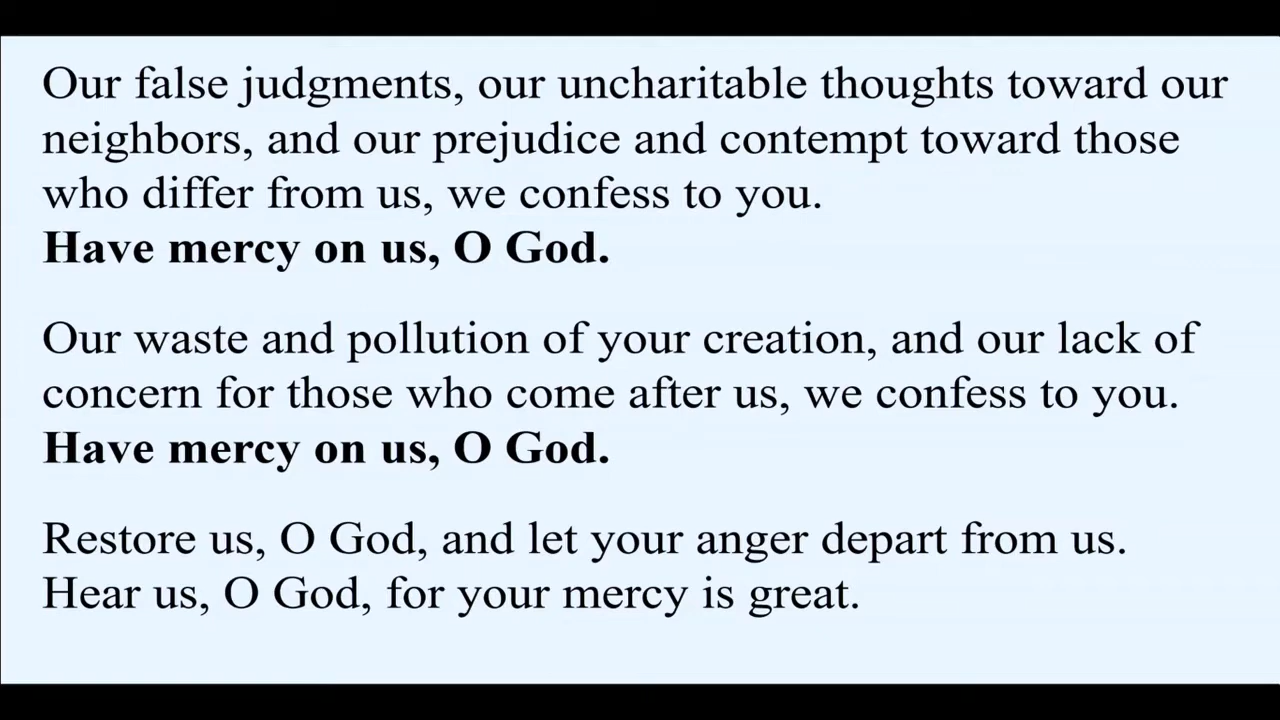 Our false judgments, our uncharitable thoughts toward our
neighbors, and our prejudice and contempt toward those
who differ from us, we confess to you.
Have mercy on us, O God.
Our waste and pollution of your creation, and our lack of
concern for those who come after us, we confess to you.
Have mercy on us, O God.
Restore us, O God, and let your anger depart from us.
Hear us, O God, for your mercy is great.